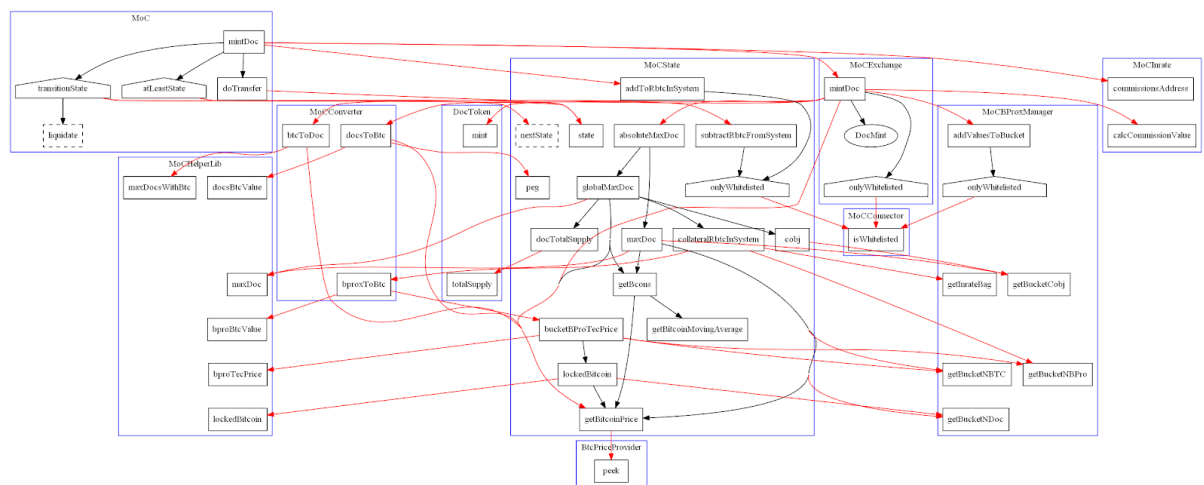 MoC
mintDoc
transitionState
atLeastState
doTransfer
liquidate
MoCState
addToRbtcInSystem
nextState
state
absoluteMaxDoc
subtractRbtcFromSystem
peg
globalMaxDoc
onlyWhitelisted
docTotalSupply
maxDoc
collateralRbtcInSystem
cobj
getBcons
bucketBProTecPrice
getBitcoinMovingAverage
lockedBitcoin
getBitcoinPrice
MoCExchange
mintDoc
DocMint
onlyWhitelisted
MoCInrate
commissionsAddress
calcCommissionValue
MoCConverter
btcToDoc
docsToBtc
bproxToBtc
DocToken
mint
totalSupply
MoCBProxManager
addValuesToBucket
onlyWhitelisted
getInrateBag
getBucketCobj
getBucketNBTC
getBucketNBPro
getBucketNDoc
MoCHelperLib
maxDocsWithBtc
docsBtcValue
maxDoc
bproBtcValue
bproTecPrice
lockedBitcoin
MoCConnector
isWhitelisted
BtcPriceProvider
peek